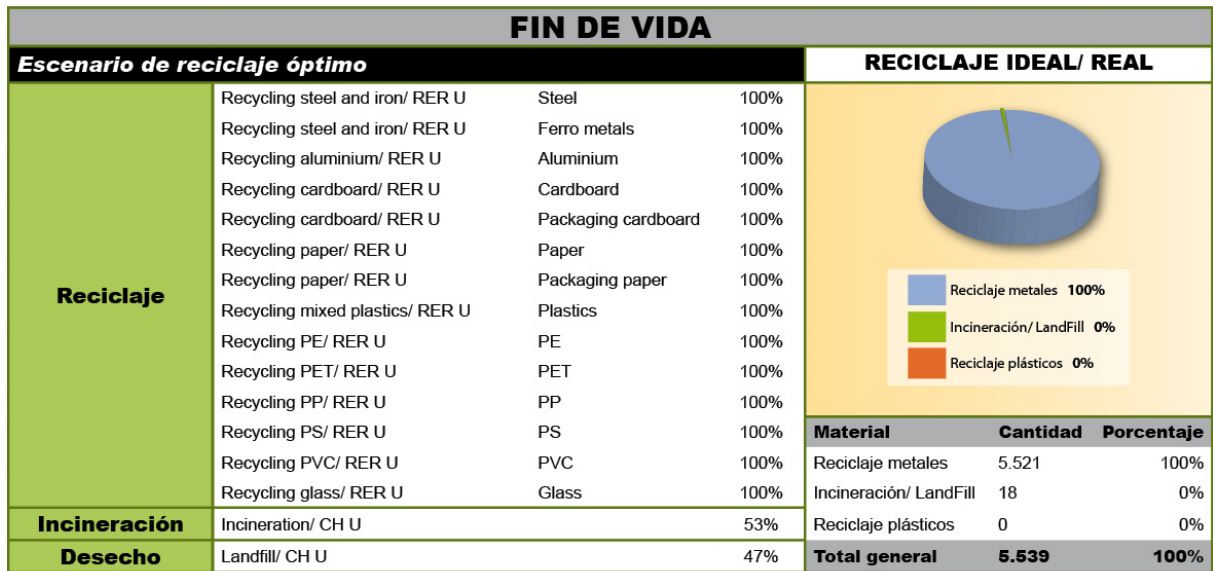 FIN DE VIDA
Escenario de reciclaje óptimo
RECICLAJE IDEAL/ REAL
Reciclaje
Recycling steel and iron/ RER U Steel 100%
Recycling steel and iron/ RER U Ferro metals 100%
Recycling aluminium/ RER U Aluminium 100%
Recycling cardboard/ RER U Cardboard 100%
Recycling cardboard/ RER U Packaging cardboard 100%
Recycling paper/ RER U Paper 100%
Recycling paper/ RER U Packaging paper 100%
Recycling mixed plastics/ RER U Plastics 100%
Recycling PE/ RER U PE 100%
Recycling PET/ RER U PET 100%
Recycling PP/ RER U PP 100%
Recycling PS/ RER U PS 100%
Recycling PVC/ RER U PVC 100%
Recycling glass/ RER U Glass 100%
Incineración Incineration/ CH U 53%
Desecho Landfill/ CH U 47%
Reciclaje metales 100%
Incineración/ LandFill 0%
Reciclaje plásticos 0%
Material Cantidad Porcentaje
Reciclaje metales 5.521 100%
Incineración/ LandFill 18 0%
Reciclaje plásticos 0 0%
Total general 5.539 100%